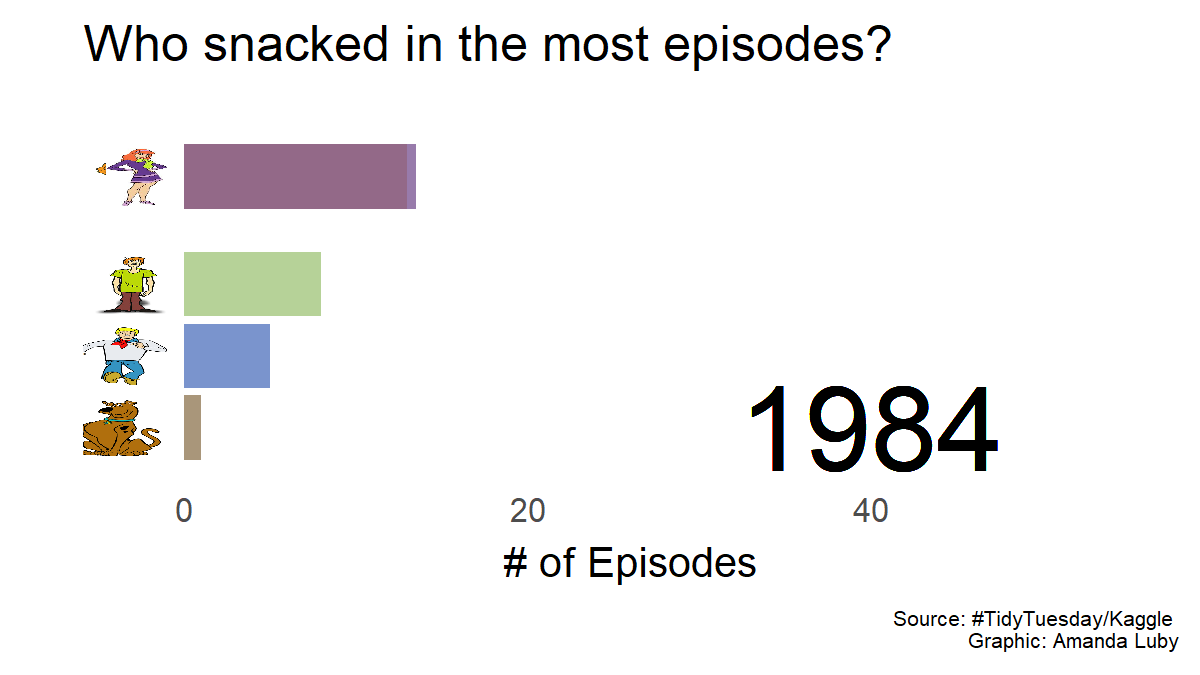 Who snacked in the most episodes?
1984
0 20 40
# of Episodes
Source: #TidyTuesday/Kaggle
Graphic: Amanda Luby